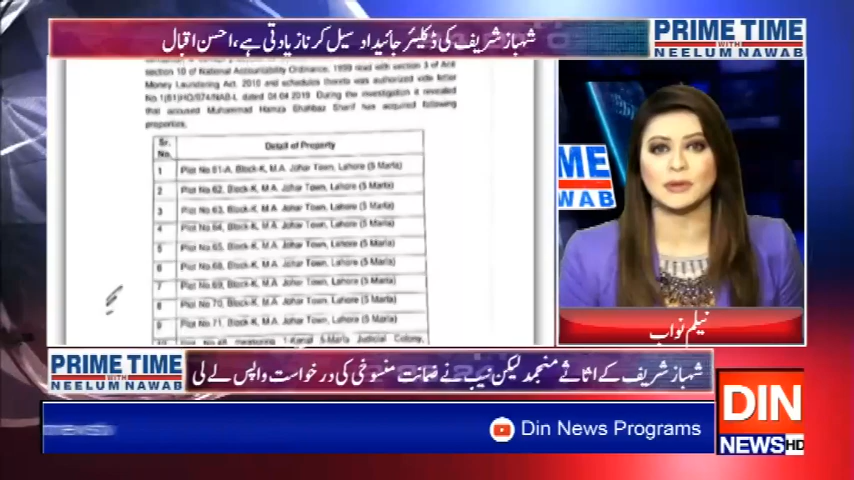 شہباز شریف کی ڈکلیئر جائیداد سیل کرنا زیادتی ہے، احسن اقبال
PRIME TIME
WITH
NEELUM NAWAB
section 10 of National Accountability Ordinance, 1999 read with section 3 of Anti
Money Laundering Act, 2010 and schedules thereto was authorized vide letter
dated 04.04.2019 During the investigation it revealed
that accused Muhammad Hamza Shahbaz Sharif has acquired following
properties.
Sr. No. Detail of Property
1 Plot No.61-A, Block-K, M.A. Johar Town, Lahore (5 Marla)
2 Plot No.62, Block-K, M.A. Johar Town, Lahore (5 Marla)
3 Plot No.63, Block-K, M.A. Johar Town, Lahore (5 Marla)
4 Plot No.64, Block-K, M.A. Johar Town, Lahore (5 Marla)
5 Plot No.65, Block-K, M.A. Johar Town, Lahore (5 Marla)
6 Plot No.68, Block-K, M.A. Johar Town, Lahore (5 Marla)
7 Plot No.69, Block-K, M.A. Johar Town, Lahore (5 Marla)
8 Plot No.70, Block-K, M.A. Johar Town, Lahore (5 Marla)
9 Plot No.71, Block-K, M.A. Johar Town, Lahore (5 Marla)
Judicial Colony,
ME
WAB
نیلم نواب
PRIME TIME
WITH
NEELUM NAWAB
شہباز شریف کے اثاثے منجمد لیکن نیب نے ضمانت منسوخی کی درخواست واپس لے لی
Din News Programs
DIN
NEWS HD